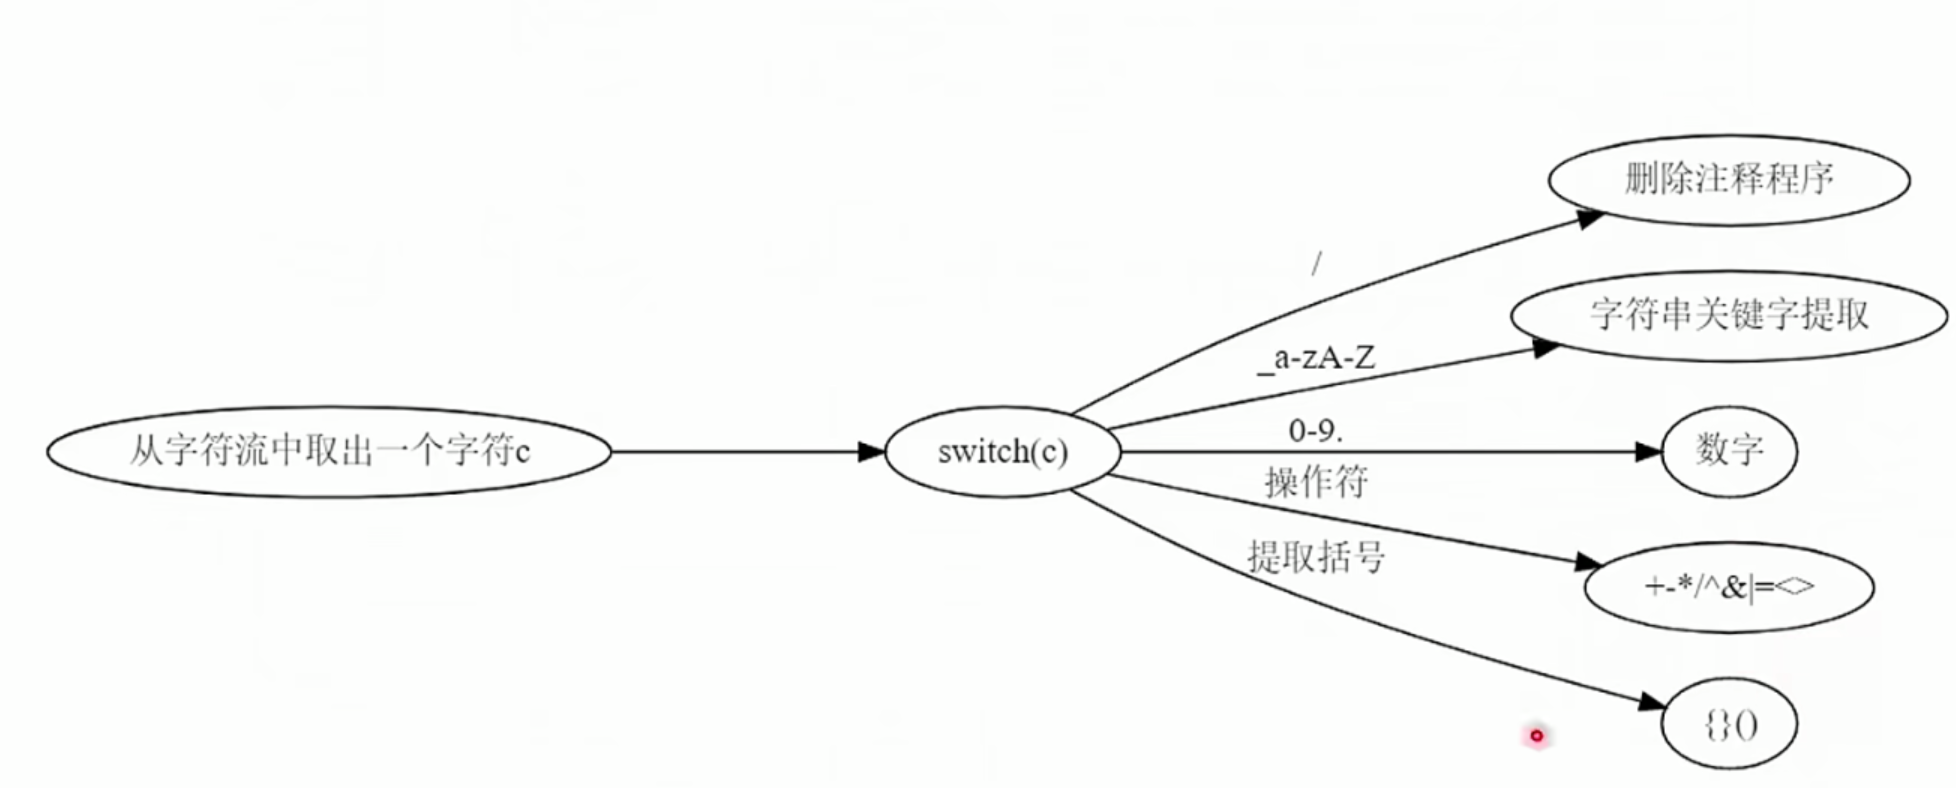 删除注释程序
/
字符串关键字提取
_a-zA-Z
0-9.
从字符流中取出一个字符c
switch(c)
数字
操作符
提取括号
+-*/^&|=<>
{}()